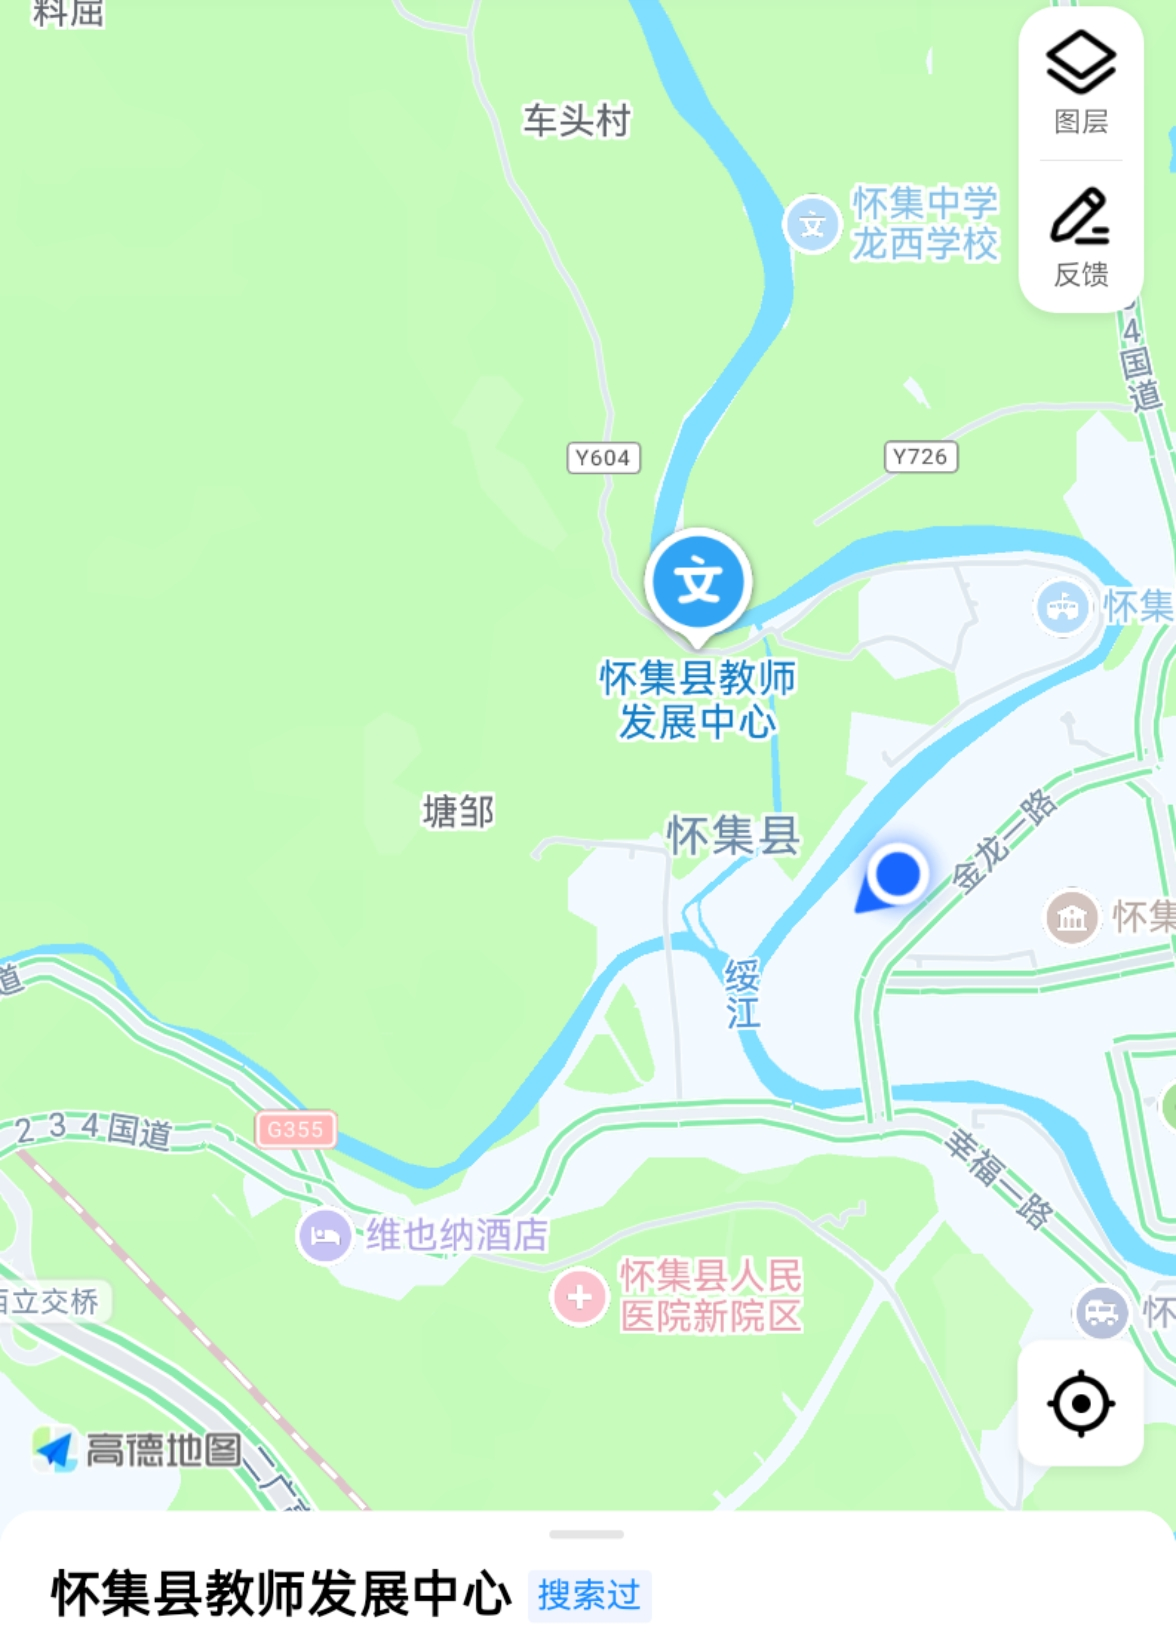 料屈
车头村
图层
怀集中学
龙西学校
反馈
4国道
Y604
Y726
文
怀集
怀集县教师
发展中心
塘邹
怀集县
金龙一路
怀集
绥江
道
G355
234国道
幸福一路
维也纳酒店
怀集县人民
医院新院区
立交桥
怀
高德地图
二广
怀集县教师发展中心 搜索过